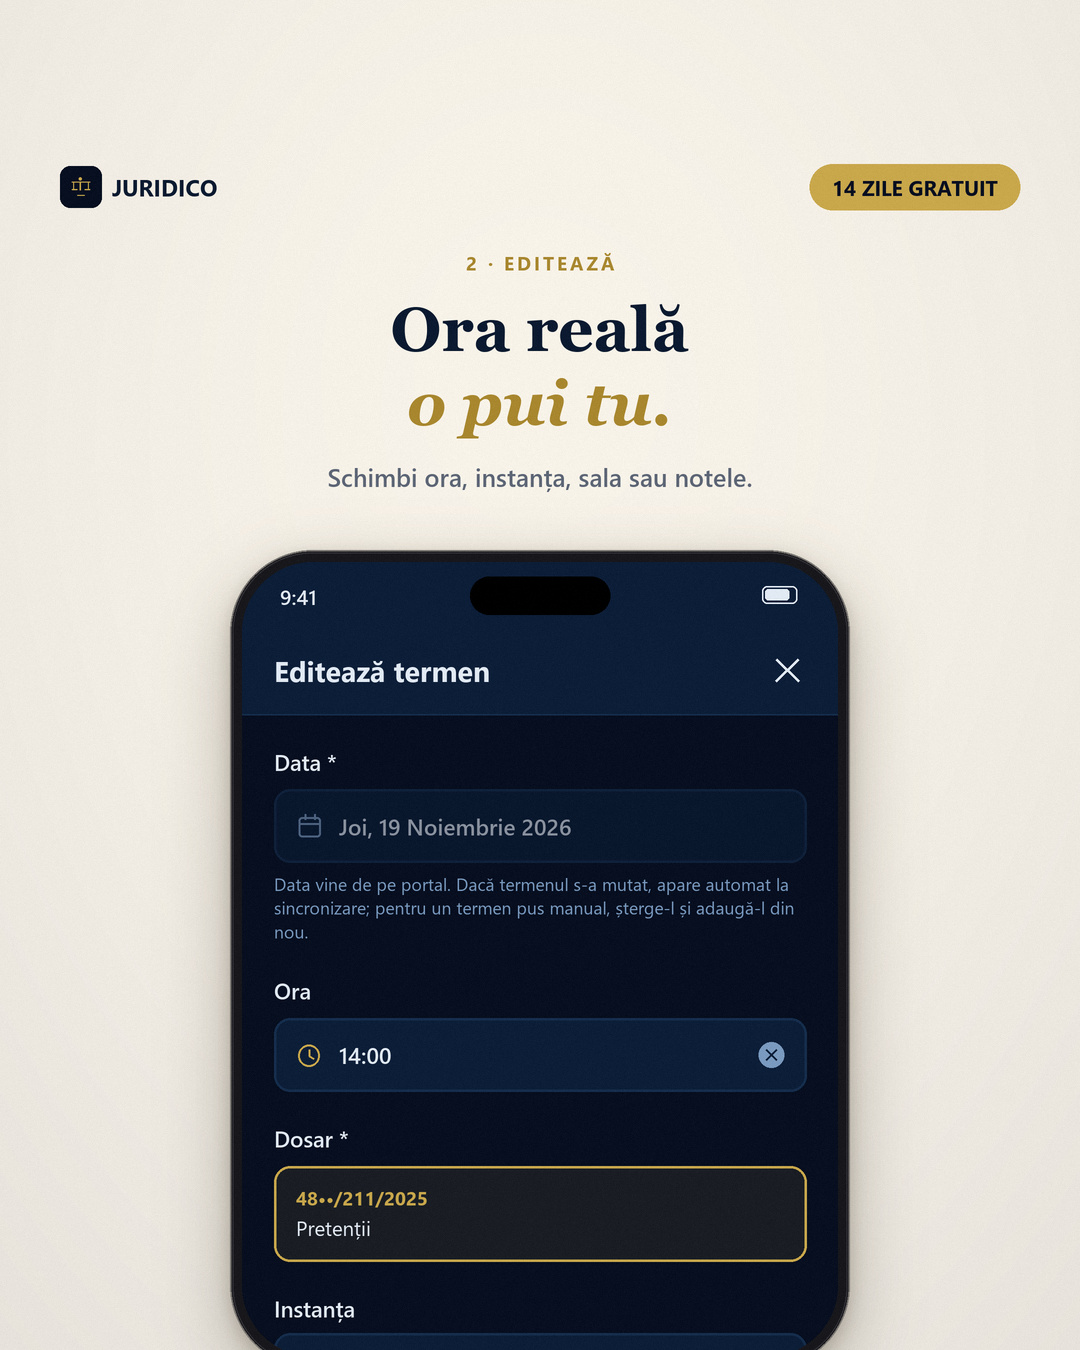 JURIDICO
14 ZILE GRATUIT
2 · EDITEAZĂ
Ora reală
o pui tu.
Schimbi ora, instanța, sala sau notele.
9:41
Editează termen
Data *
Joi, 19 Noiembrie 2026
Data vine de pe portal. Dacă termenul s-a mutat, apare automat la
sincronizare; pentru un termen pus manual, șterge-l și adaugă-l din
nou.
Ora
14:00
Dosar *
48••/211/2025
Pretenții
Instanța